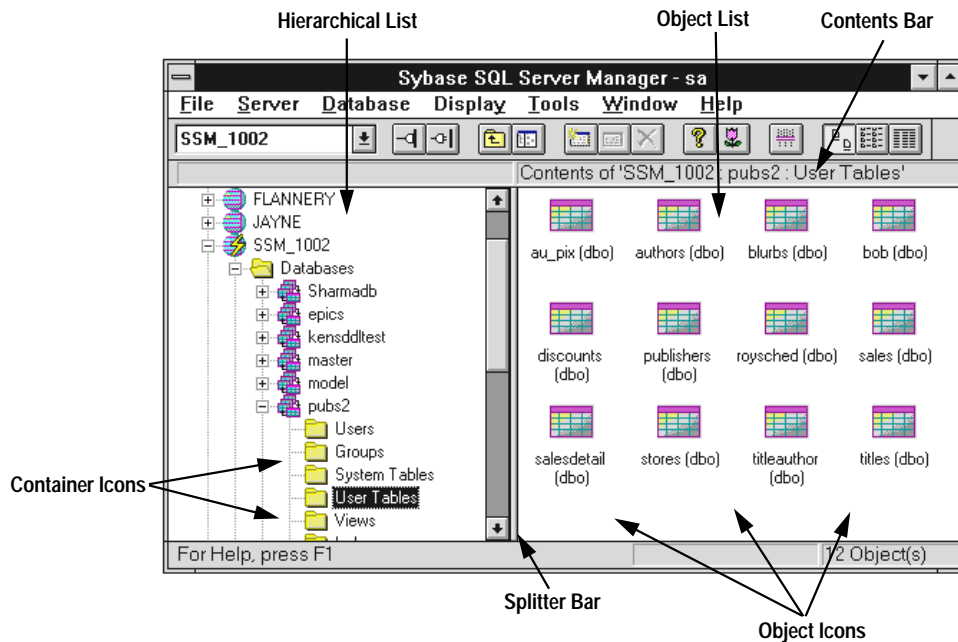 Hierarchical List
Object List
Contents Bar
Sybase SQL Server Manager - sa
File Server Database Display Tools Window Help
SSM_1002
Contents of 'SSM_1002 : pubs2 : User Tables'
FLANNERY
JAYNE
SSM_1002
Databases
Sharmadb
epics
kensddltest
master
model
pubs2
Users
Groups
System Tables
User Tables
Views
au_pix (dbo)
authors (dbo)
blurbs (dbo)
bob (dbo)
discounts
(dbo)
publishers
(dbo)
roysched (dbo)
sales (dbo)
salesdetail
(dbo)
stores (dbo)
titleauthor
(dbo)
titles (dbo)
Container Icons
For Help, press F1
12 Object(s)
Splitter Bar
Object Icons